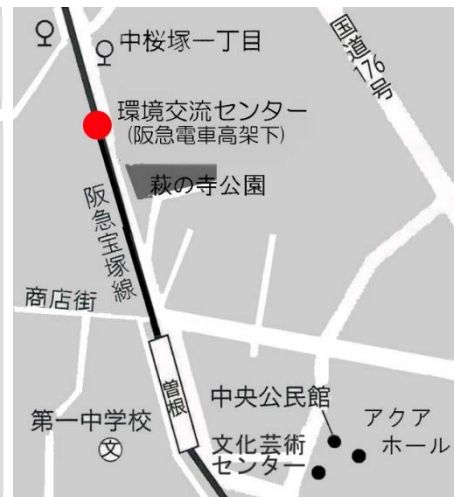 中桜塚一丁目
国道176号
環境交流センター
(阪急電車高架下)
萩の寺公園
阪急宝塚線
商店街
曽根
中央公民館
アクア
ホール
第一中学校
文
文化芸術
センター